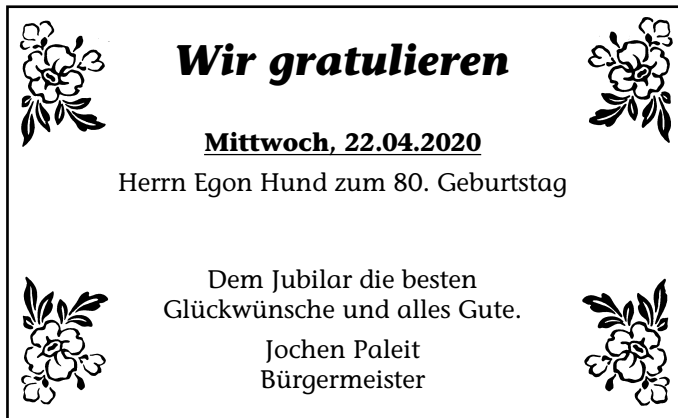 Wir gratulieren
Mittwoch, 22.04.2020
Herrn Egon Hund zum 80. Geburtstag
Dem Jubilar die besten
Glückwünsche und alles Gute.
Jochen Paleit
Bürgermeister